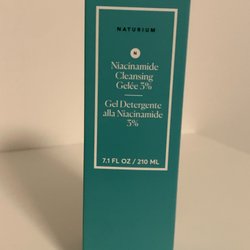 NATURIUM
N
Niacinamide
Cleansing
Gelée 3%
Gel Detergente
alla Niacinamide
3%
7.1 FL OZ / 210 ML